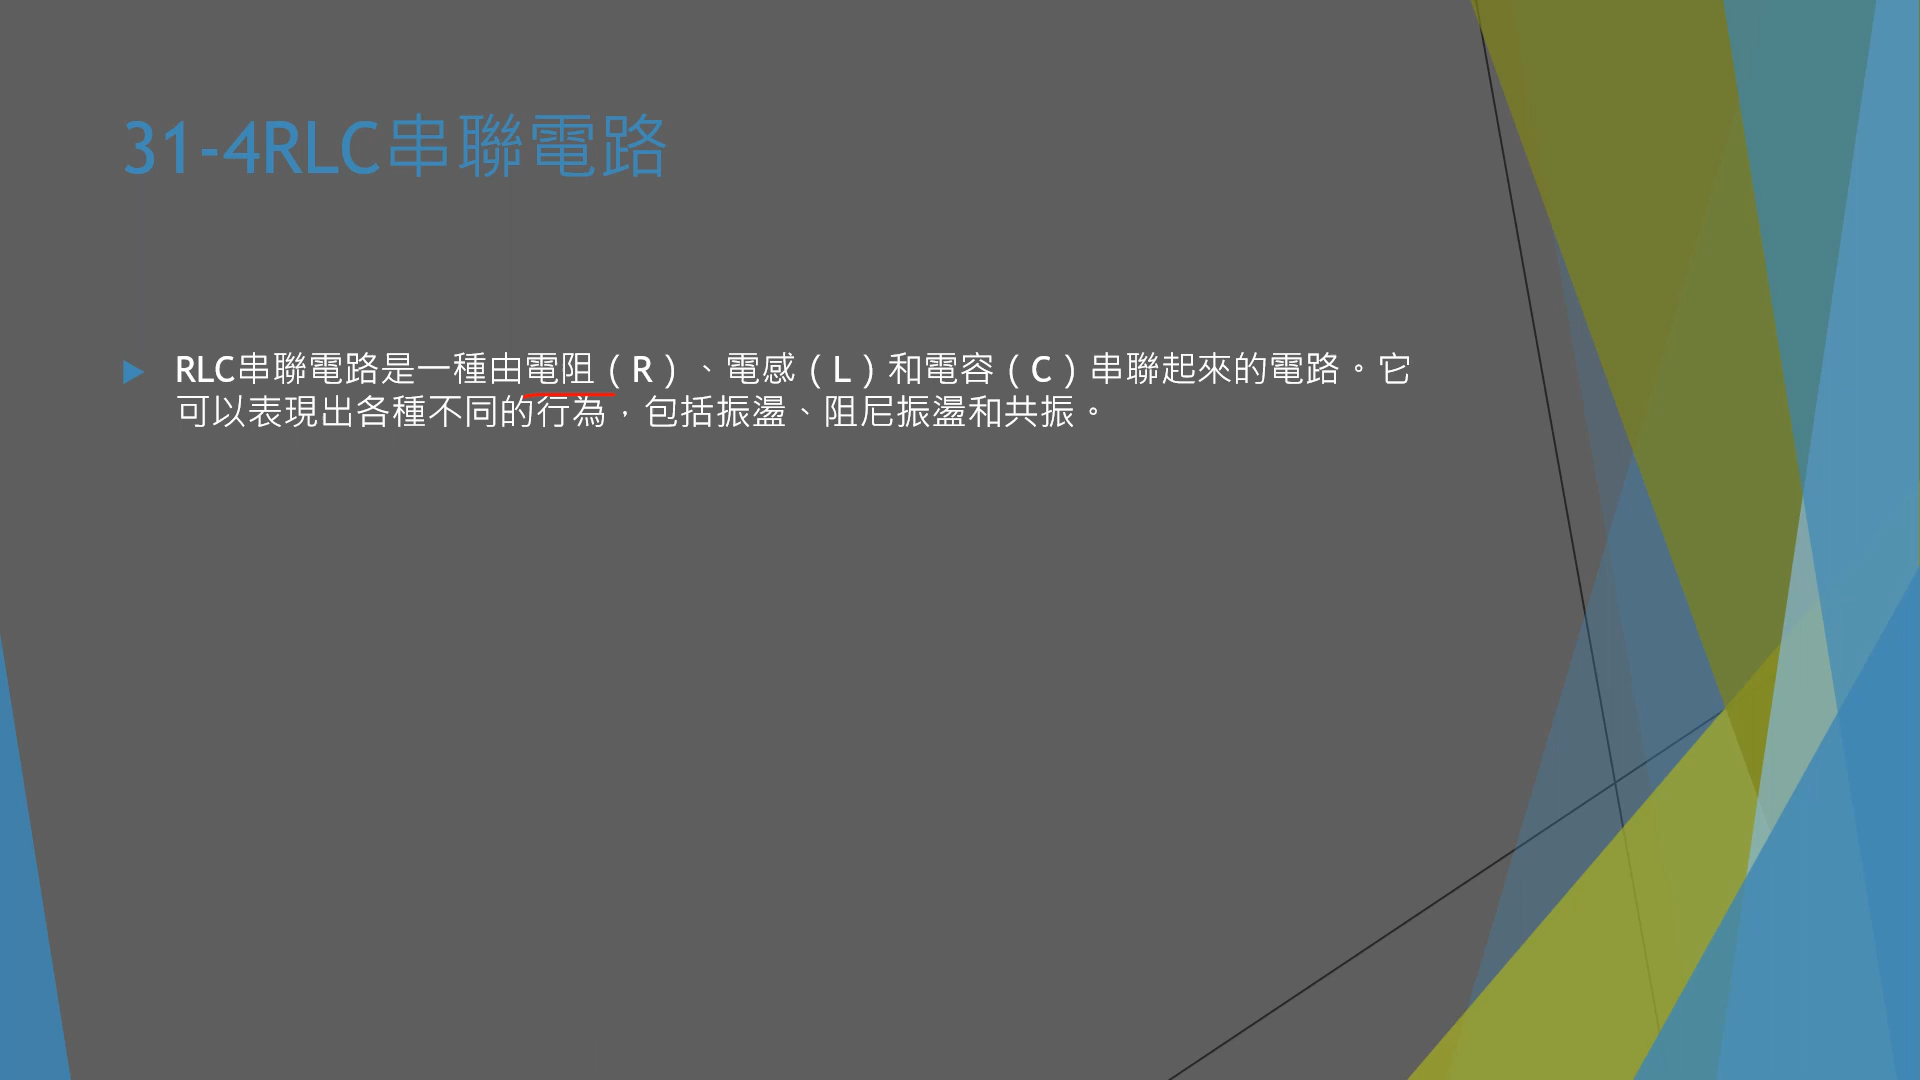 31-4RLC串聯電路
RLC串聯電路是一種由電阻（R）、電感（L）和電容（C）串聯起來的電路。它
可以表現出各種不同的行為，包括振盪、阻尼振盪和共振。